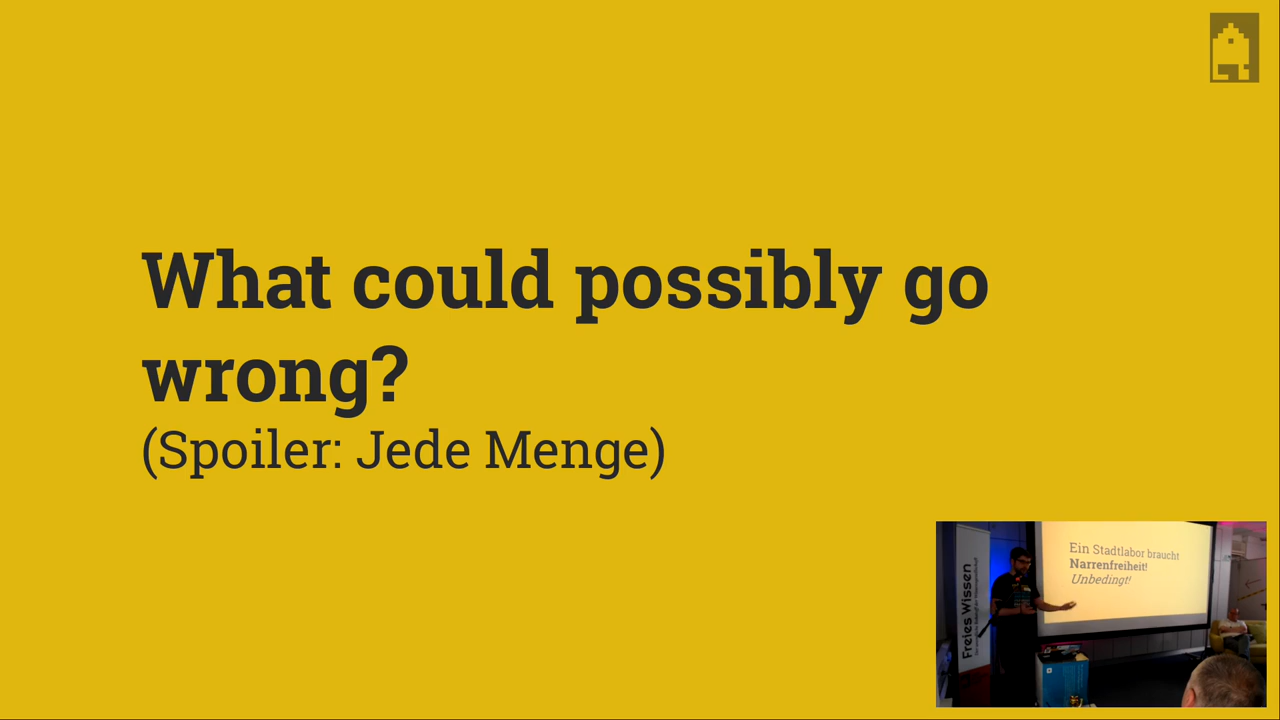 What could possibly go
wrong?
(Spoiler: Jede Menge)
Ein Stadtlabor braucht
Narrenfreiheit!
Unbedingt!
Freies Wissen